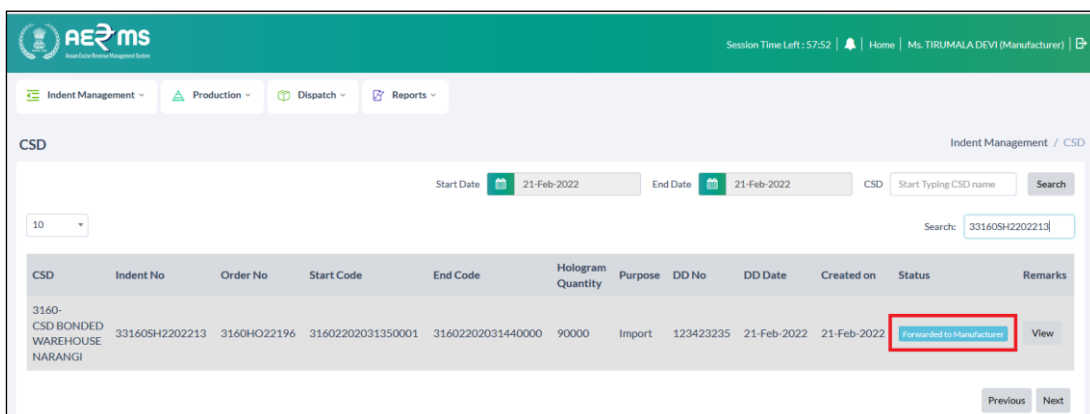 AERMS
Assam Excise Revenue Management System
Session Time Left : 57:52 | Home | Ms. TIRUMALA DEVI (Manufacturer) |
Indent Management Production Dispatch Reports
CSD Indent Management / CSD
Start Date 21-Feb-2022 End Date 21-Feb-2022 CSD Start Typing CSD name Search
10 Search: 33160SH2202213
CSD Indent No Order No Start Code End Code Hologram Quantity Purpose DD No DD Date Created on Status Remarks
3160-
CSD BONDED
WAREHOUSE
NARANGI
33160SH2202213 3160HO22196 31602202031350001 31602202031440000 90000 Import 123423235 21-Feb-2022 21-Feb-2022 Forwarded to Manufacturer View
Previous Next